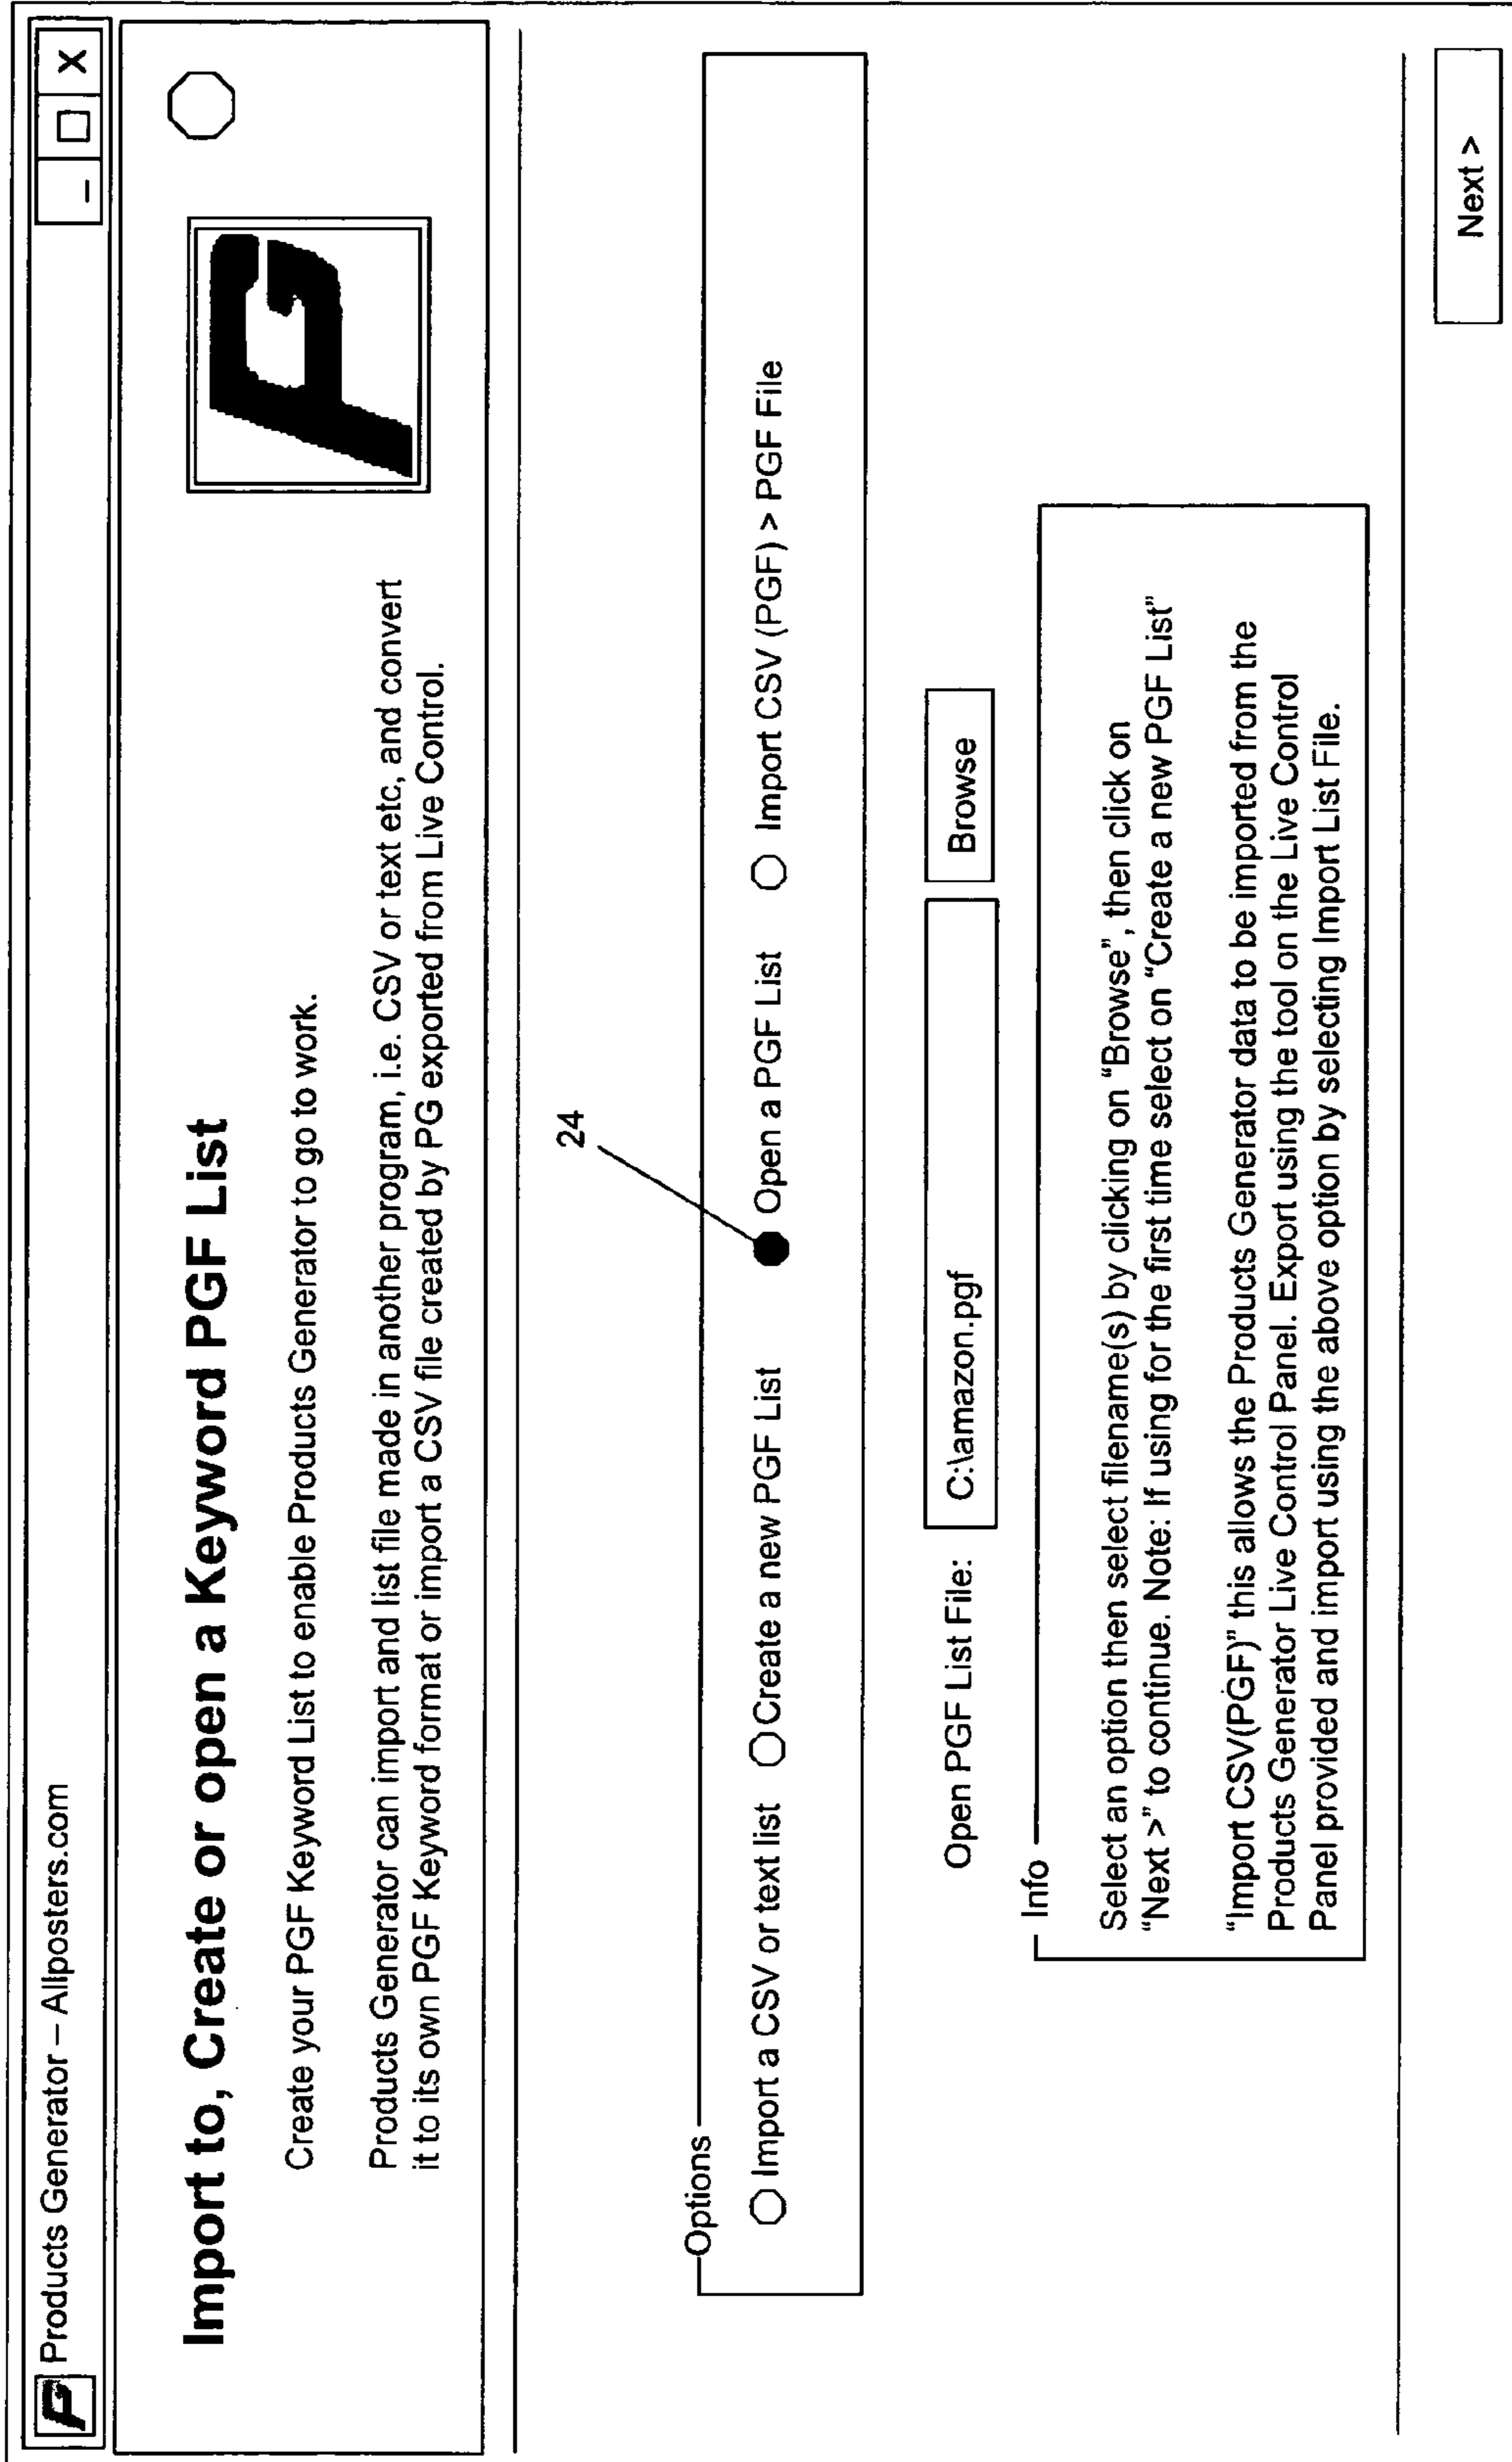 PG Products Generator – Allposters.com
_ □ X
Import to, Create or open a Keyword PGF List
PG
Create your PGF Keyword List to enable Products Generator to go to work.
Products Generator can import and list file made in another program, i.e. CSV or text etc, and convert
it to its own PGF Keyword format or import a CSV file created by PG exported from Live Control.
24
Options
Import a CSV or text list Create a new PGF List Open a PGF List Import CSV (PGF) > PGF File
Open PGF List File: C:\amazon.pgf Browse
Info
Select an option then select filename(s) by clicking on “Browse”, then click on
“Next >” to continue. Note: If using for the first time select on “Create a new PGF List”
“Import CSV(PGF)” this allows the Products Generator data to be imported from the
Products Generator Live Control Panel. Export using the tool on the Live Control
Panel provided and import using the above option by selecting Import List File.
Next >